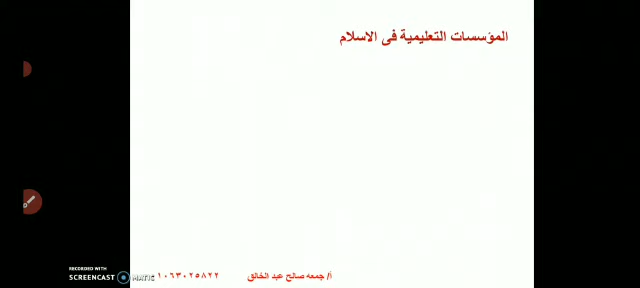 المؤسسات التعليمية فى الاسلام
أ/ جمعه صالح عبد الخالق
٠١٠٦٣٠٢٥٨٢٢
RECORDED WITH
SCREENCAST MATIC